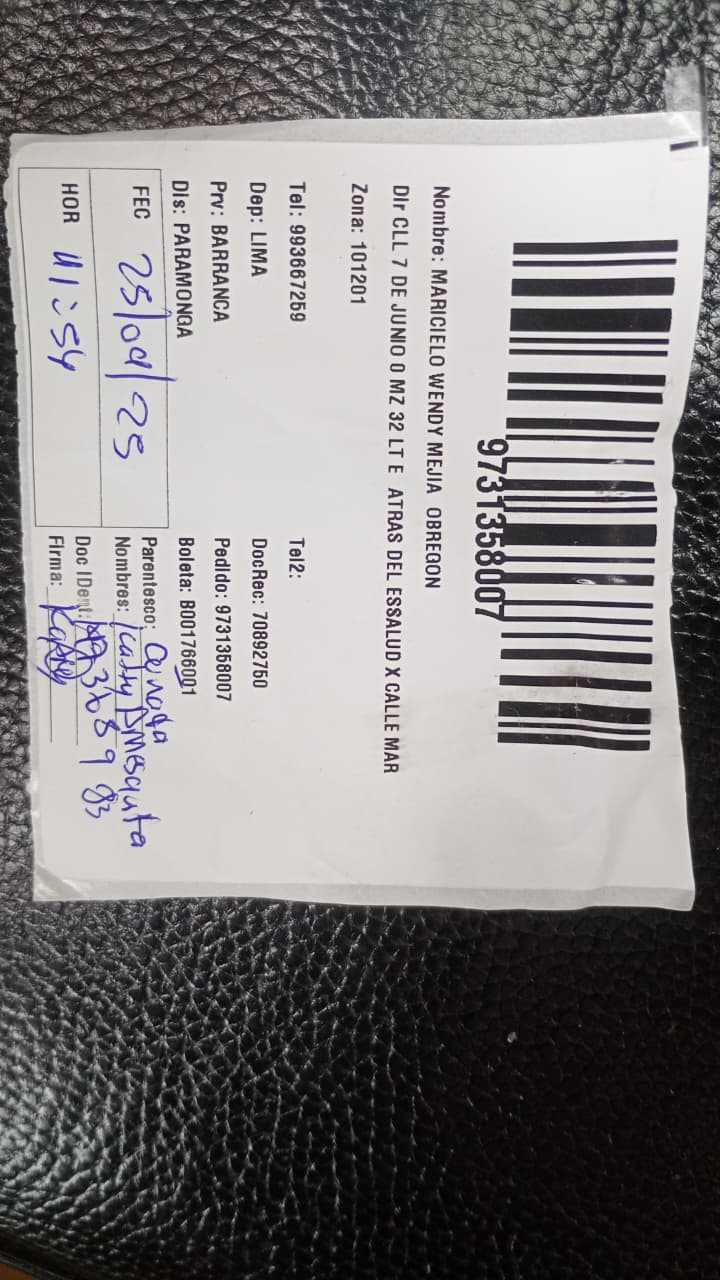 9731358007
Nombre: MARICIELO WENDY MEJIA OBREGON
Dir CLL 7 DE JUNIO 0 MZ 32 LT E ATRAS DEL ESSALUD X CALLE MAR
Zona: 101201
Tel: 993667259 Tel2:
Dep: LIMA DocRec: 70892750
Prv: BARRANCA Pedido: 9731358007
Dis: PARAMONGA Boleta: B001786001
FEC 25/04/25 Parentesco:
Nombres:
HOR 11:54 Doc IDent:
Firma: